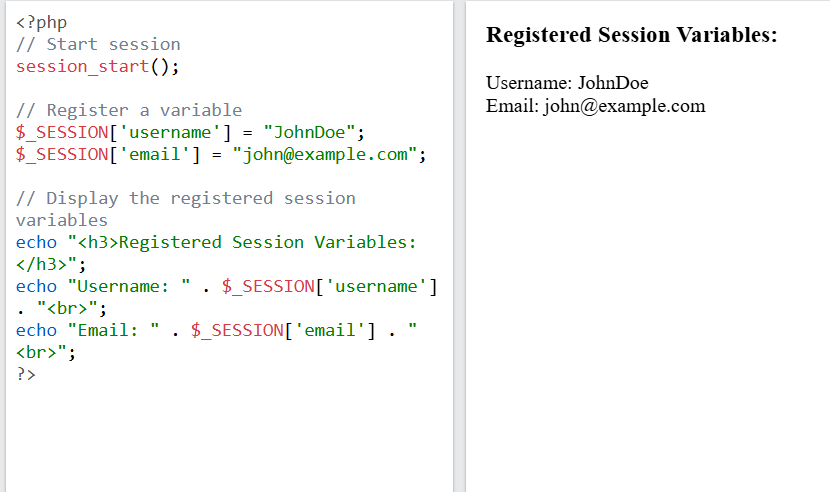 <?php
// Start session
session_start();
// Register a variable
$_SESSION['username'] = "JohnDoe";
$_SESSION['email'] = "john@example.com";
// Display the registered session
variables
echo "<h3>Registered Session Variables:
</h3>";
echo "Username: " . $_SESSION['username']
. "<br>";
echo "Email: " . $_SESSION['email'] . "
<br>";
?>
Registered Session Variables:
Username: JohnDoe
Email: john@example.com